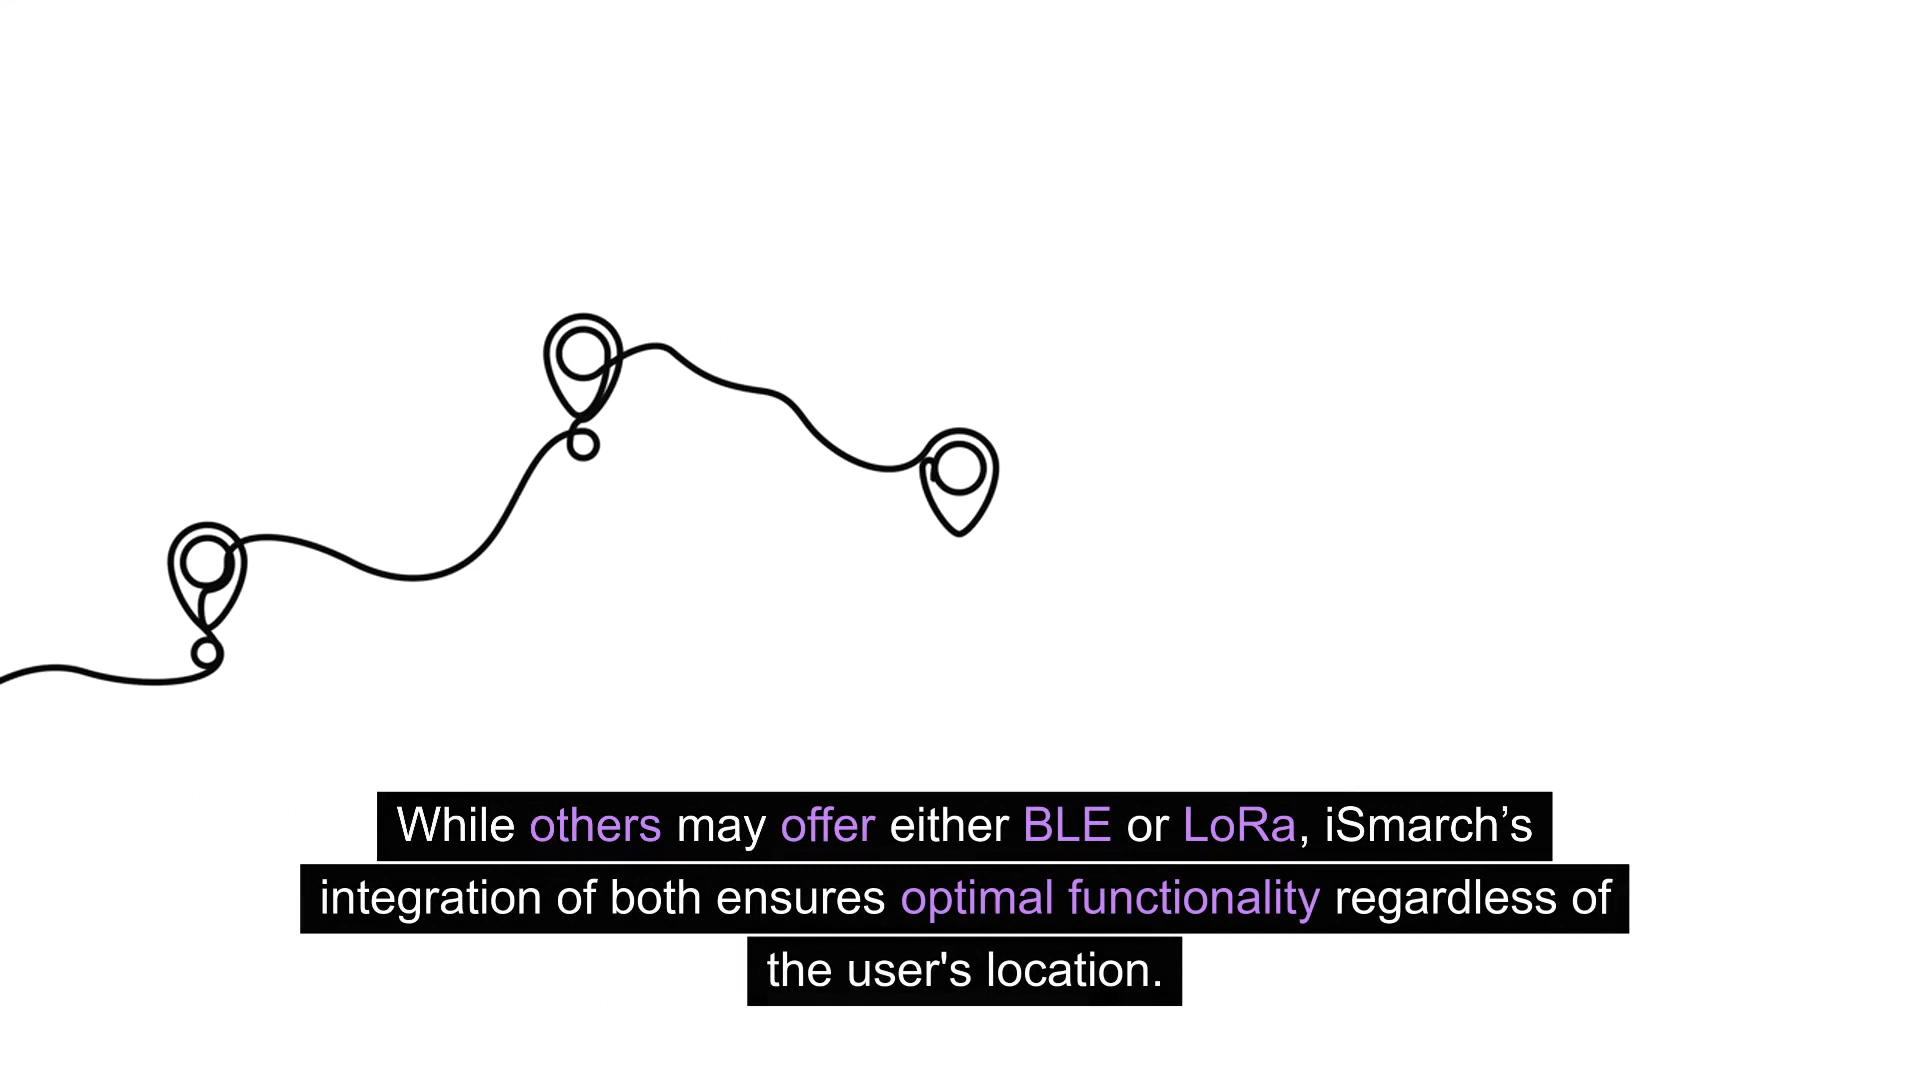 While others may offer either BLE or LoRa, iSmarch’s
integration of both ensures optimal functionality regardless of
the user's location.